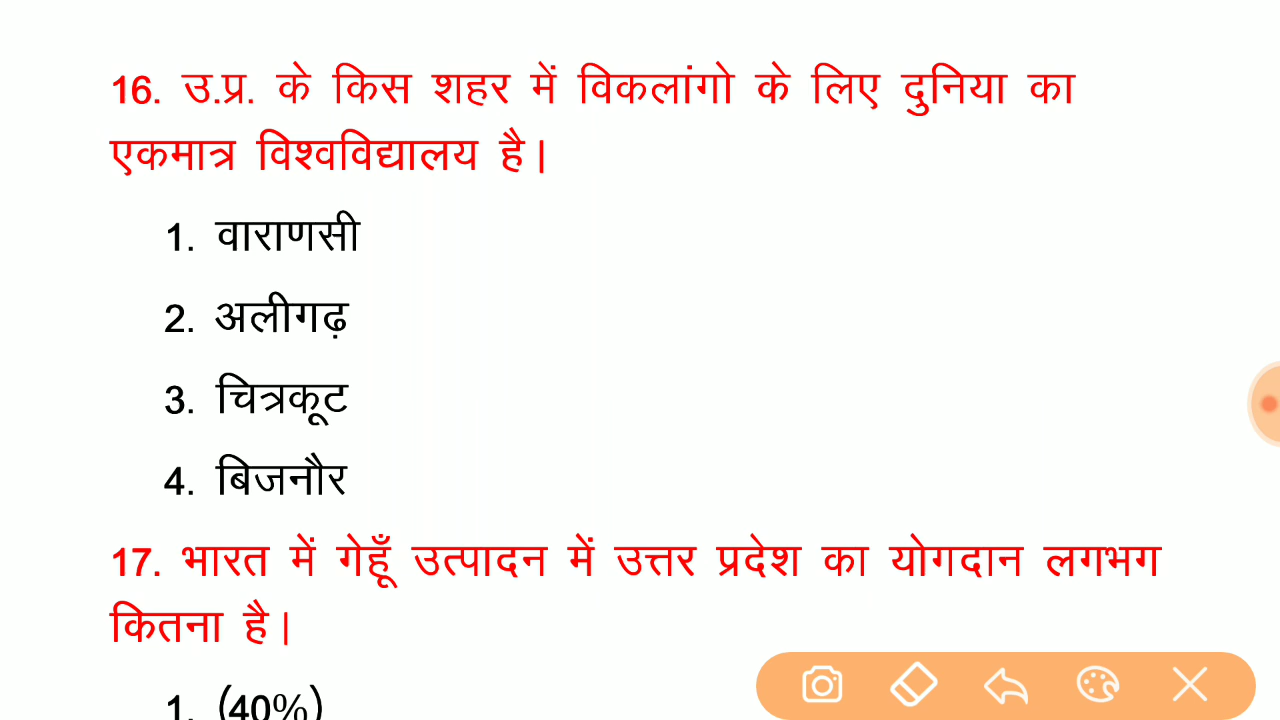 16. उ.प्र. के किस शहर में विकलांगो के लिए दुनिया का
एकमात्र विश्वविद्यालय है।
1. वाराणसी
2. अलीगढ़
3. चित्रकूट
4. बिजनौर
17. भारत में गेहूँ उत्पादन में उत्तर प्रदेश का योगदान लगभग
कितना है।
1. (40%)